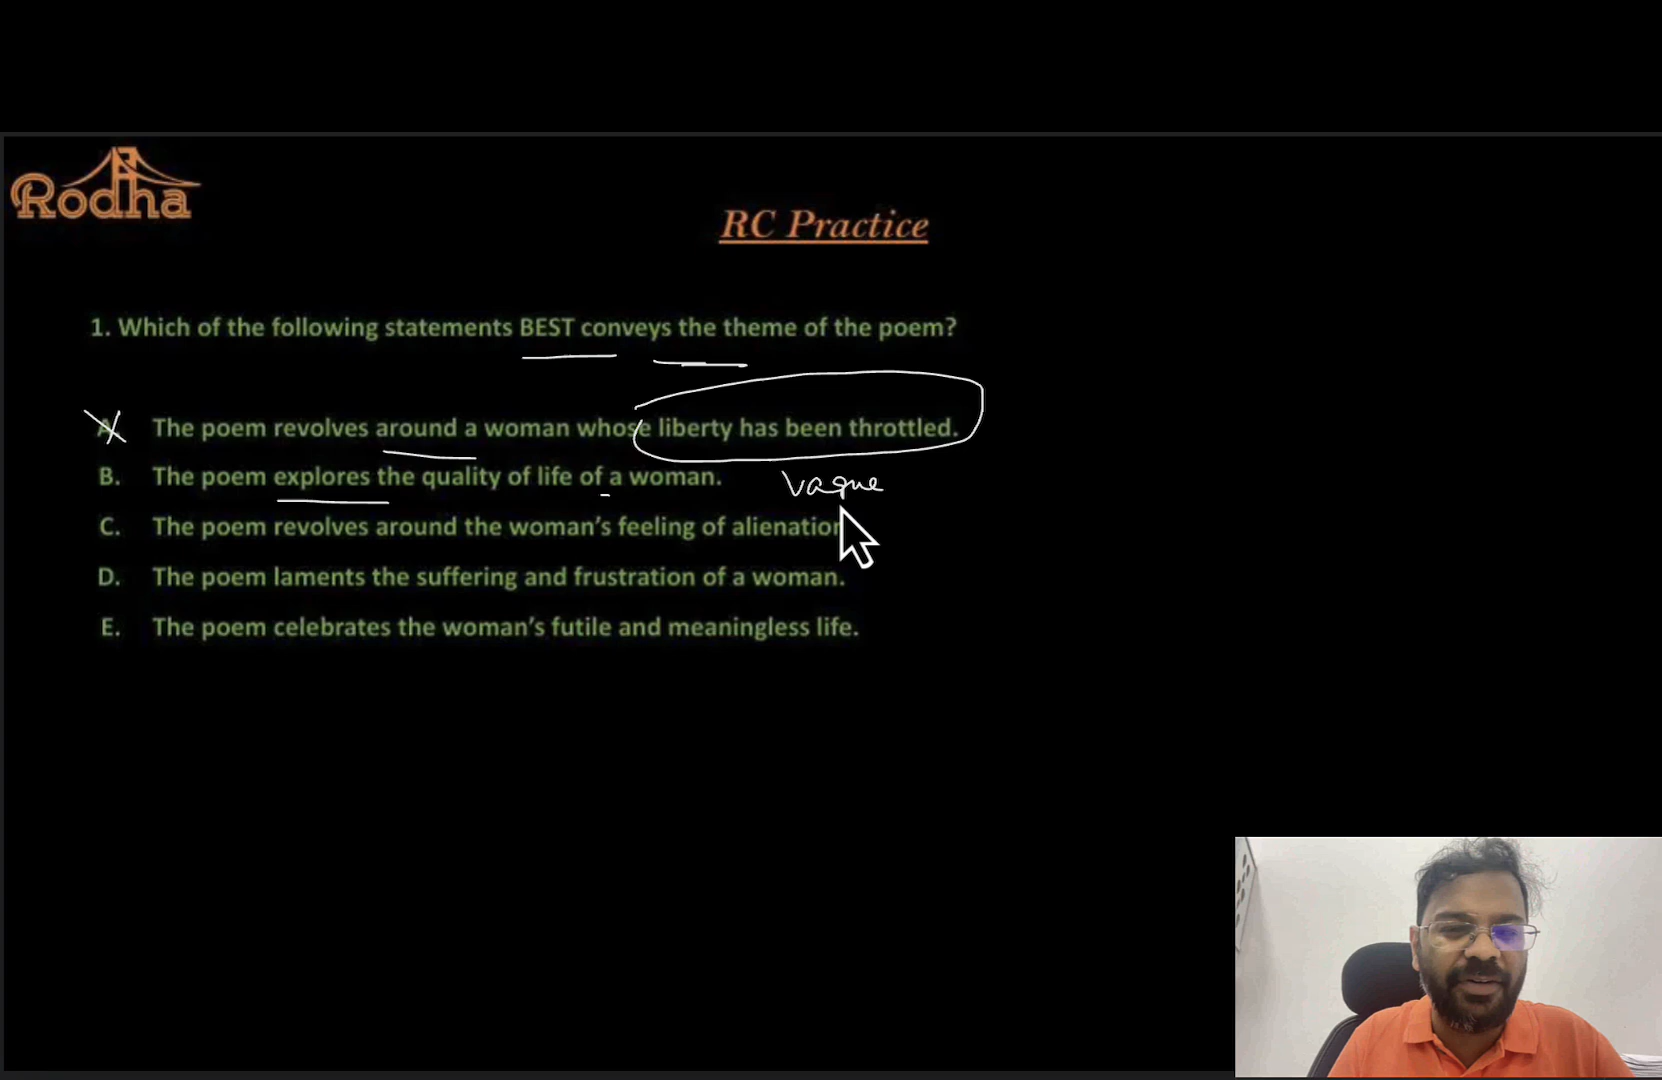 Rodha
RC Practice
1. Which of the following statements BEST conveys the theme of the poem?
A. The poem revolves around a woman whose liberty has been throttled.
B. The poem explores the quality of life of a woman.
vague
C. The poem revolves around the woman's feeling of alienation
D. The poem laments the suffering and frustration of a woman.
E. The poem celebrates the woman's futile and meaningless life.